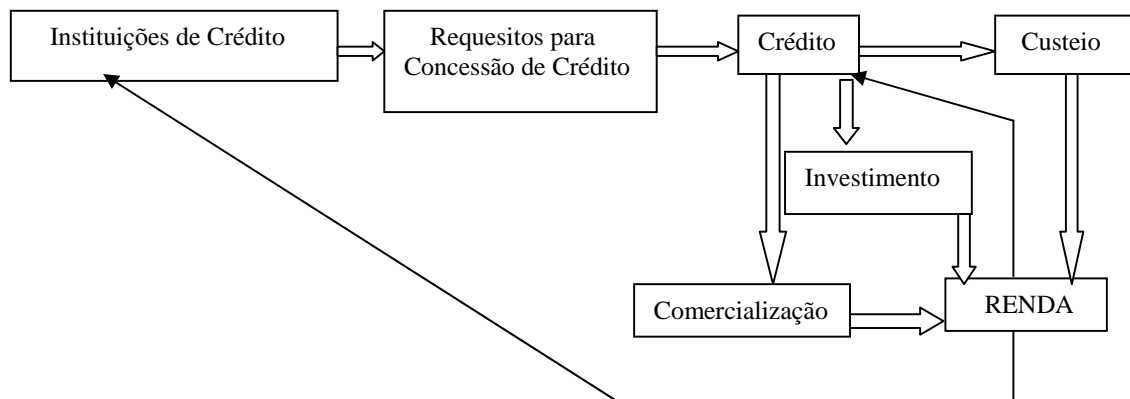 Instituições de Crédito
Requesitos para
Concessão de Crédito
Crédito
Custeio
Investimento
Comercialização
RENDA